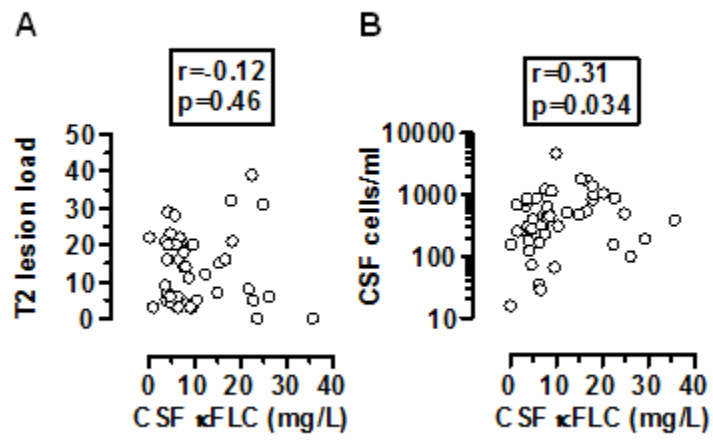 A
r=-0.12
p=0.46
T2 lesion load
50
40
30
20
10
0
0 10 20 30 40
CSF κFLC (mg/L)
B
r=0.31
p=0.034
CSF cells/ml
10000
1000
100
10
0 10 20 30 40
CSF κFLC (mg/L)